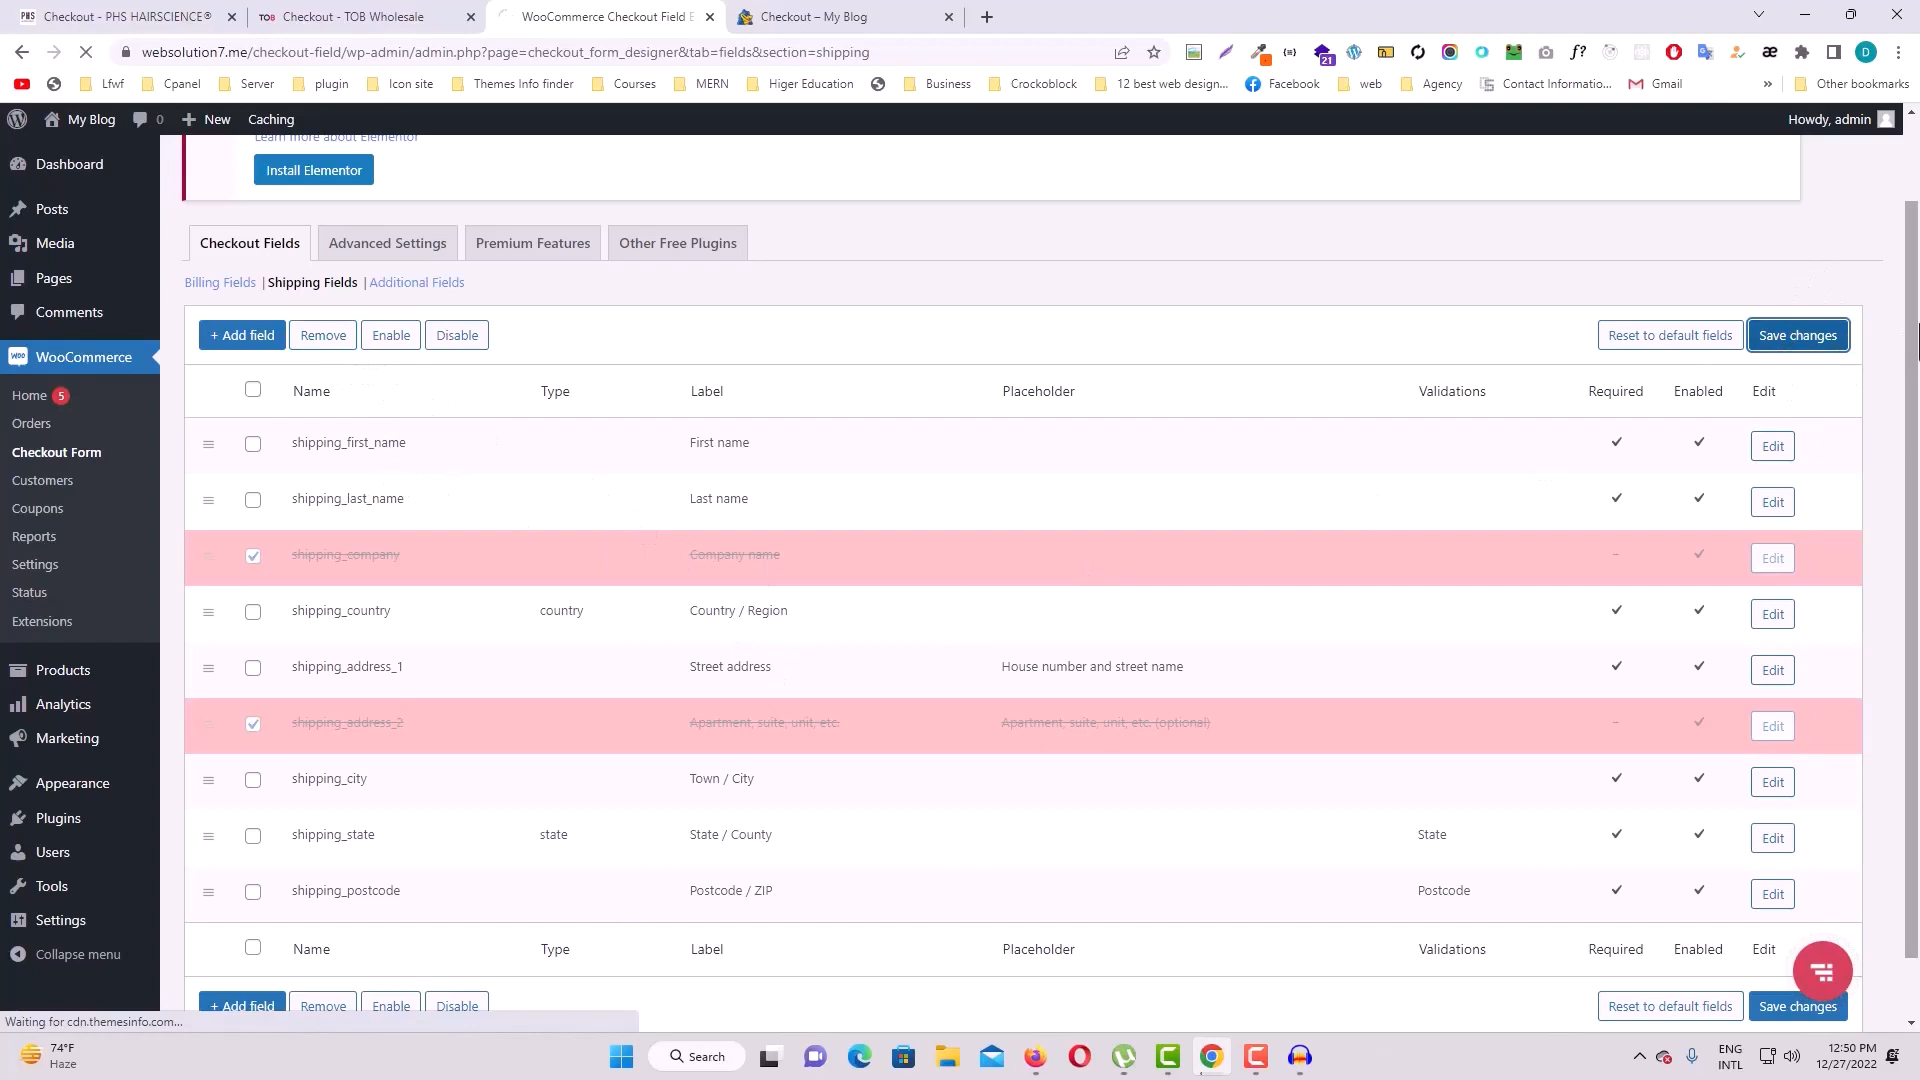 Checkout - PHS HAIRSCIENCE®
Checkout - TOB Wholesale
WooCommerce Checkout Field E
Checkout – My Blog
websolution7.me/checkout-field/wp-admin/admin.php?page=checkout_form_designer&tab=fields&section=shipping
21
f?
æ
D
Lfwf
Cpanel
Server
plugin
Icon site
Themes Info finder
Courses
MERN
Higer Education
Business
Crockoblock
12 best web design...
Facebook
web
Agency
Contact Informatio...
Gmail
»
Other bookmarks
My Blog
0
New
Caching
Howdy, admin
Learn more about Elementor
Install Elementor
Dashboard
Posts
Media
Pages
Comments
WooCommerce
Home 5
Orders
Checkout Form
Customers
Coupons
Reports
Settings
Status
Extensions
Products
Analytics
Marketing
Appearance
Plugins
Users
Tools
Settings
Collapse menu
Checkout Fields
Advanced Settings
Premium Features
Other Free Plugins
Billing Fields | Shipping Fields | Additional Fields
+ Add field
Remove
Enable
Disable
Reset to default fields
Save changes
Name Type Label Placeholder Validations Required Enabled Edit
shipping_first_name First name ✔ ✔ Edit
shipping_last_name Last name ✔ ✔ Edit
shipping_company Company name - ✔ Edit
shipping_country country Country / Region ✔ ✔ Edit
shipping_address_1 Street address House number and street name ✔ ✔ Edit
shipping_address_2 Apartment, suite, unit, etc. Apartment, suite, unit, etc. (optional) - ✔ Edit
shipping_city Town / City ✔ ✔ Edit
shipping_state state State / County State ✔ ✔ Edit
shipping_postcode Postcode / ZIP Postcode ✔ ✔ Edit
Name Type Label Placeholder Validations Required Enabled Edit
+ Add field
Remove
Enable
Disable
Reset to default fields
Save changes
Waiting for cdn.themesinfo.com...
74°F
Haze
Search
ENG
INTL
12:50 PM
12/27/2022